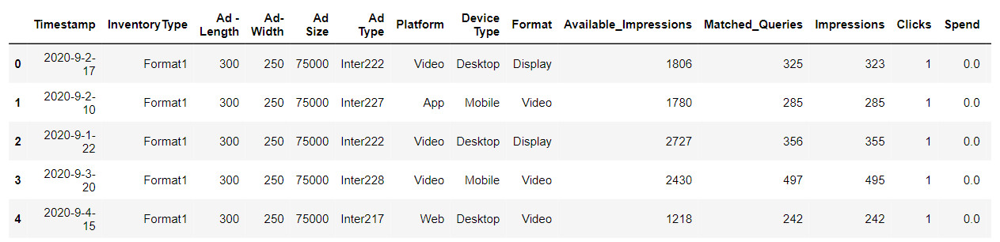 Timestamp InventoryType Ad - Length Ad- Width Ad Size Ad Type Platform Device Type Format Available_Impressions Matched_Queries Impressions Clicks Spend
0 2020-9-2-17 Format1 300 250 75000 Inter222 Video Desktop Display 1806 325 323 1 0.0
1 2020-9-2-10 Format1 300 250 75000 Inter227 App Mobile Video 1780 285 285 1 0.0
2 2020-9-1-22 Format1 300 250 75000 Inter222 Video Desktop Display 2727 356 355 1 0.0
3 2020-9-3-20 Format1 300 250 75000 Inter228 Video Mobile Video 2430 497 495 1 0.0
4 2020-9-4-15 Format1 300 250 75000 Inter217 Web Desktop Video 1218 242 242 1 0.0